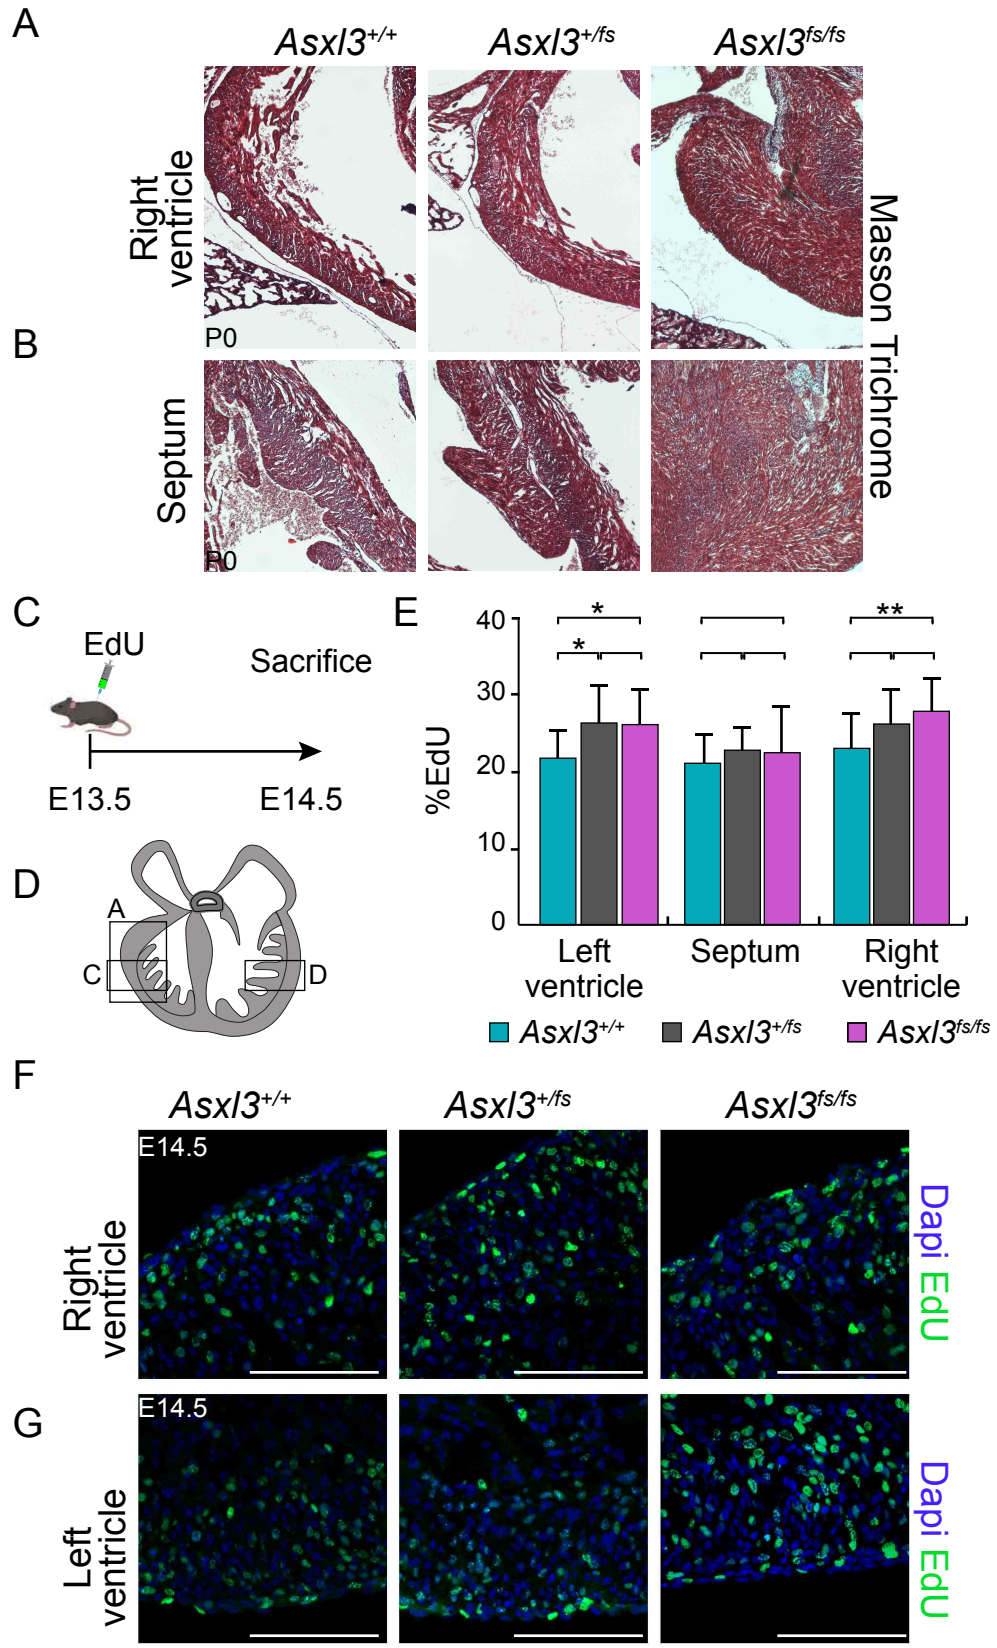 A
Asxl3+/+ Asxl3+/fs Asxl3fs/fs
Right
ventricle
P0
Masson Trichrome
B
Septum
P0
C
EdU
Sacrifice
E13.5 E14.5
D
A
C
D
E
%EdU
40
30
20
10
0
*
*
**
Left
ventricle
Septum
Right
ventricle
Asxl3+/+ Asxl3+/fs Asxl3fs/fs
F
Asxl3+/+ Asxl3+/fs Asxl3fs/fs
E14.5
Right
ventricle
Dapi EdU
G
E14.5
Left
ventricle
Dapi EdU